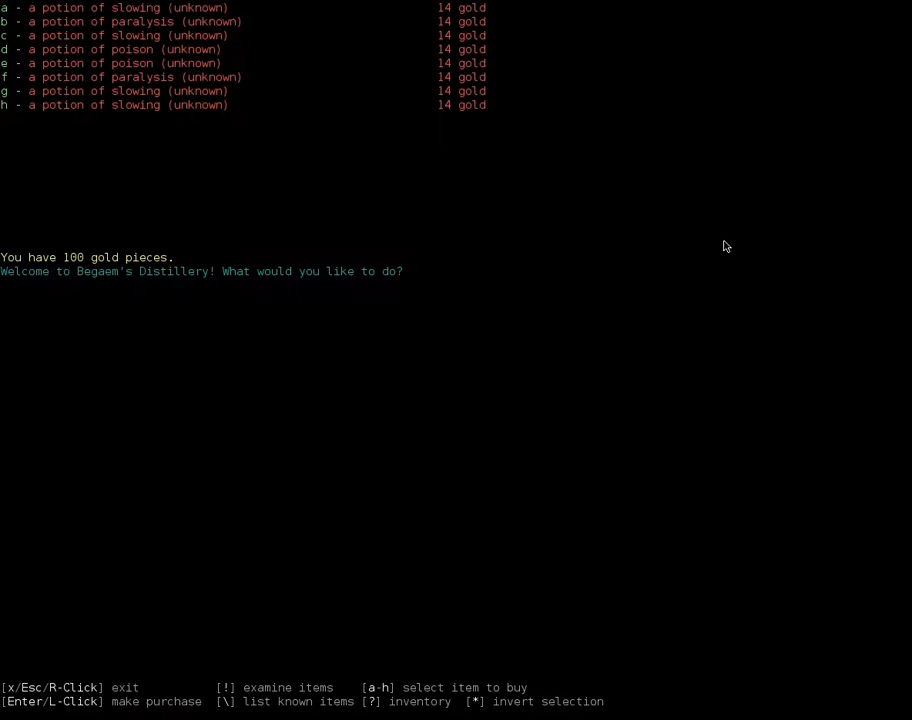 a - a potion of slowing (unknown) 14 gold
b - a potion of paralysis (unknown) 14 gold
c - a potion of slowing (unknown) 14 gold
d - a potion of poison (unknown) 14 gold
e - a potion of poison (unknown) 14 gold
f - a potion of paralysis (unknown) 14 gold
g - a potion of slowing (unknown) 14 gold
h - a potion of slowing (unknown) 14 gold
You have 100 gold pieces.
Welcome to Begaem's Distillery! What would you like to do?
[x/Esc/R-Click] exit [!] examine items [a-h] select item to buy
[Enter/L-Click] make purchase [\] list known items [?] inventory [*] invert selection